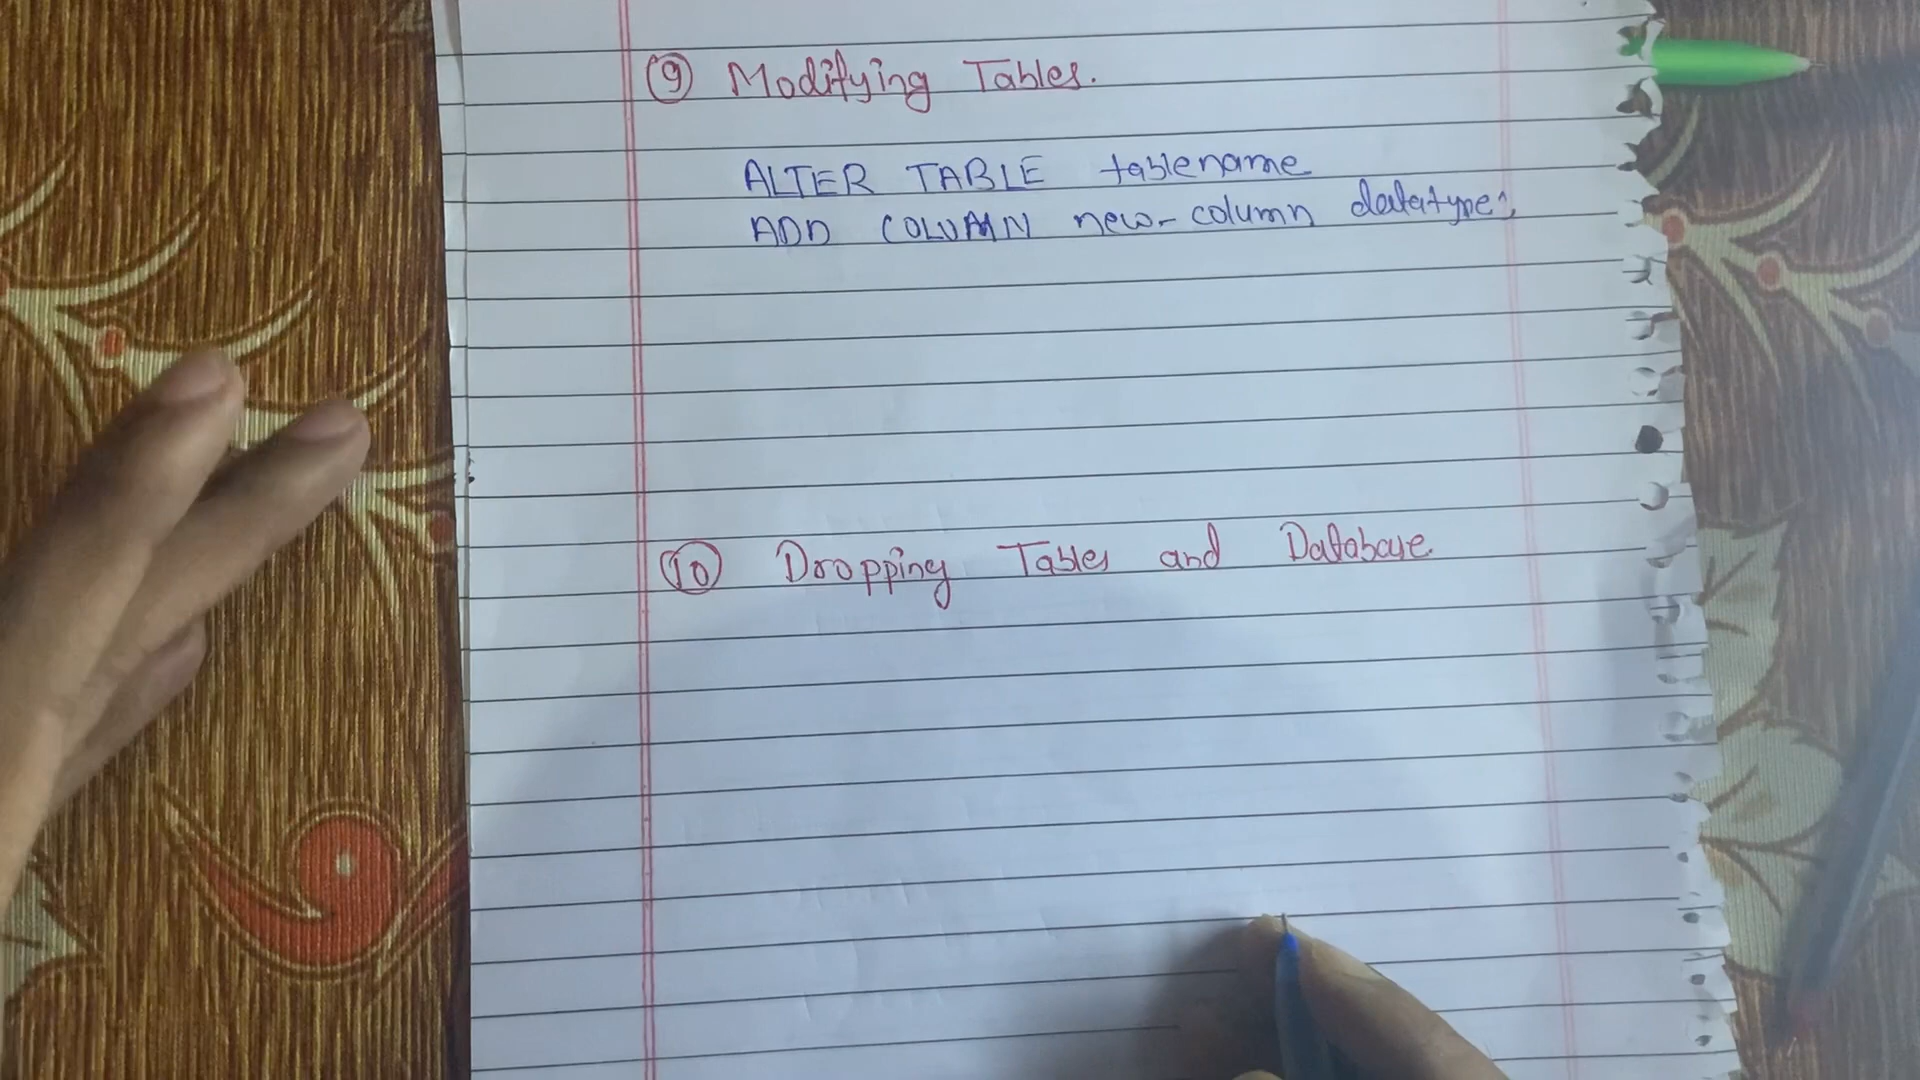 9 Modifying Tables.
ALTER TABLE tablename
ADD COLUMN new-column datatype;
10 Dropping Tables and Database